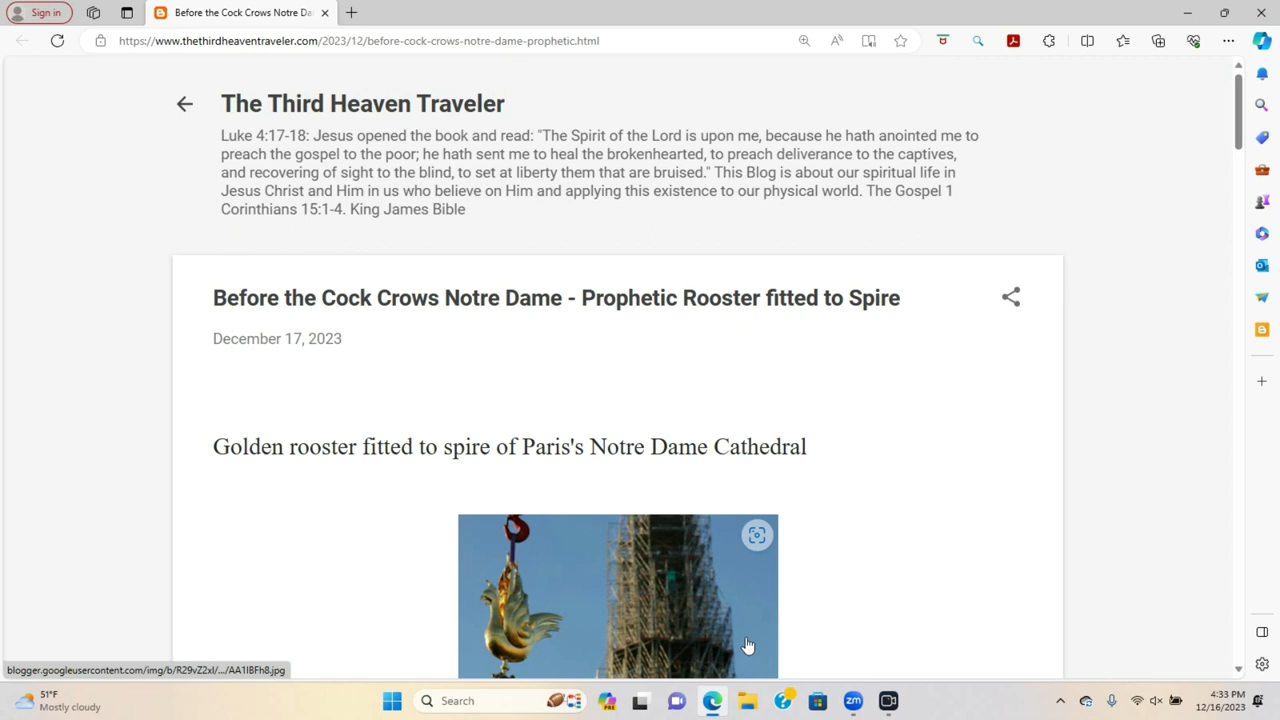 Sign in
Before the Cock Crows Notre Da
https://www.thethirdheaventraveler.com/2023/12/before-cock-crows-notre-dame-prophetic.html
The Third Heaven Traveler
Luke 4:17-18: Jesus opened the book and read: "The Spirit of the Lord is upon me, because he hath anointed me to
preach the gospel to the poor; he hath sent me to heal the brokenhearted, to preach deliverance to the captives,
and recovering of sight to the blind, to set at liberty them that are bruised." This Blog is about our spiritual life in
Jesus Christ and Him in us who believe on Him and applying this existence to our physical world. The Gospel 1
Corinthians 15:1-4. King James Bible
Before the Cock Crows Notre Dame - Prophetic Rooster fitted to Spire
December 17, 2023
Golden rooster fitted to spire of Paris's Notre Dame Cathedral
blogger.googleusercontent.com/img/b/R29vZ2xl/.../AA1lBFh8.jpg
51°F
Mostly cloudy
Search
4:33 PM
12/16/2023